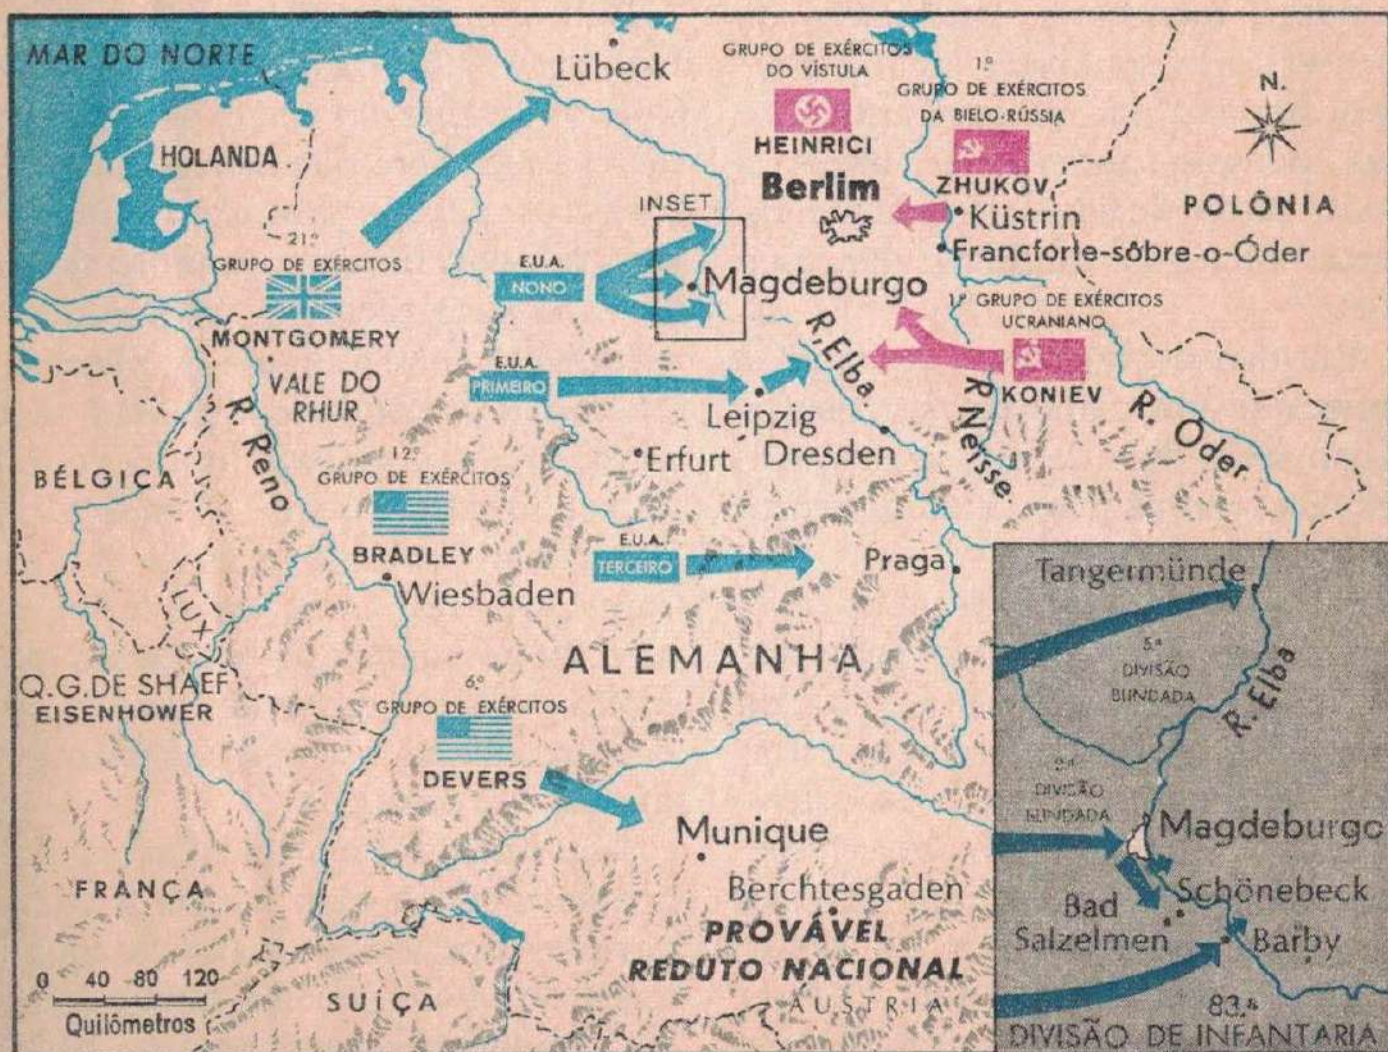 MAR DO NORTE
Lübeck
GRUPO DE EXÉRCITOS
DO VÍSTULA
HEINRICI
1º
GRUPO DE EXÉRCITOS
DA BIELO-RÚSSIA
ZHUKOV
N.
HOLANDA
Berlim
INSET
Küstrin
POLÔNIA
Francforle-sôbre-o-Óder
21º
GRUPO DE EXÉRCITOS
MONTGOMERY
E.U.A.
NONO
Magdeburgo
1º GRUPO DE EXÉRCITOS
UCRANIANO
KONIEV
VALE DO
RHUR
E.U.A.
PRIMEIRO
R. Elba
Leipzig
Dresden
Erfurt
R Neisse
R. Oder
BÉLGICA
R. Reno
12º
GRUPO DE EXÉRCITOS
BRADLEY
Wiesbaden
E.U.A.
TERCEIRO
Praga
LUX
ALEMANHA
Q.G.DE SHAEF
EISENHOWER
6º
GRUPO DE EXÉRCITOS
DEVERS
Munique
Berchtesgaden
PROVÁVEL
REDUTO NACIONAL
FRANÇA
SUÍÇA
ÁUSTRIA
0 40 80 120
Quilômetros
Tangermünde
5.ª
DIVISÃO
BLINDADA
R. Elba
2ª
DIVISÃO
BLINDADA
Magdeburgo
Schönebeck
Bad
Salzelmen
Barby
83.ª
DIVISÃO DE INFANTARIA